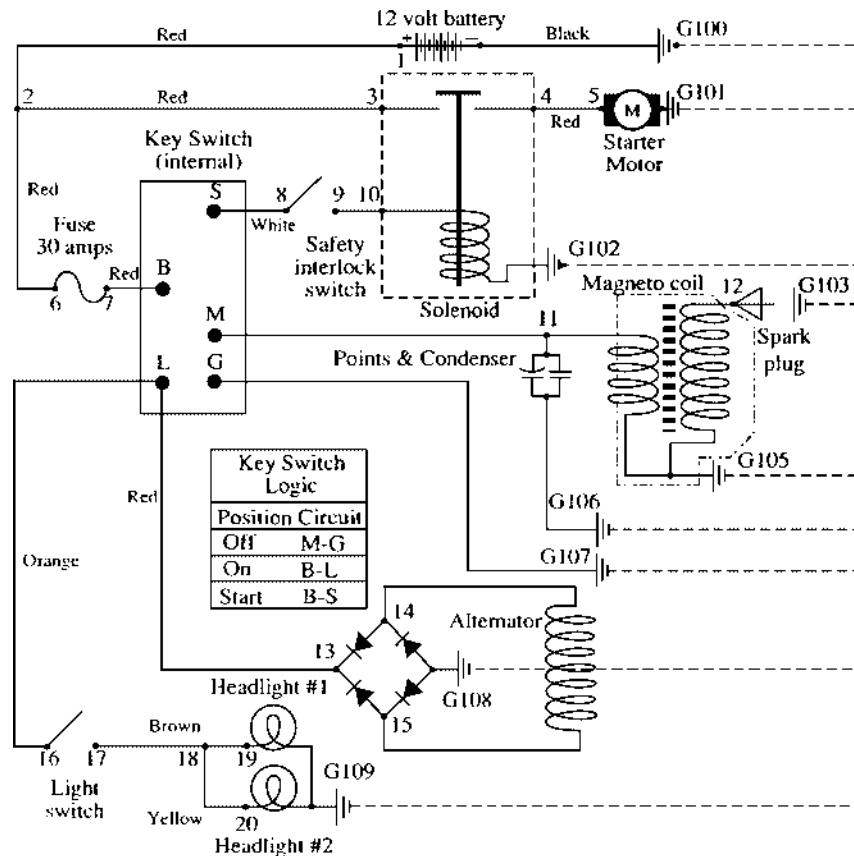 12 volt battery
Red
+
−
Black
G100
1
2
Red
3
4
5
Red
M
G101
Starter
Motor
Key Switch
(internal)
Red
S
8
9
10
White
Fuse
30 amps
Safety
interlock
switch
G102
6
7
Red
B
Solenoid
Magneto coil
12
G103
Spark
plug
M
11
Points & Condenser
L
G
G105
Red
Key Switch
Logic
Position Circuit
Off M-G
On B-L
Start B-S
G106
G107
Orange
14
Alternator
13
G108
Headlight #1
15
Brown
16
17
18
19
G109
Light
switch
Yellow
20
Headlight #2